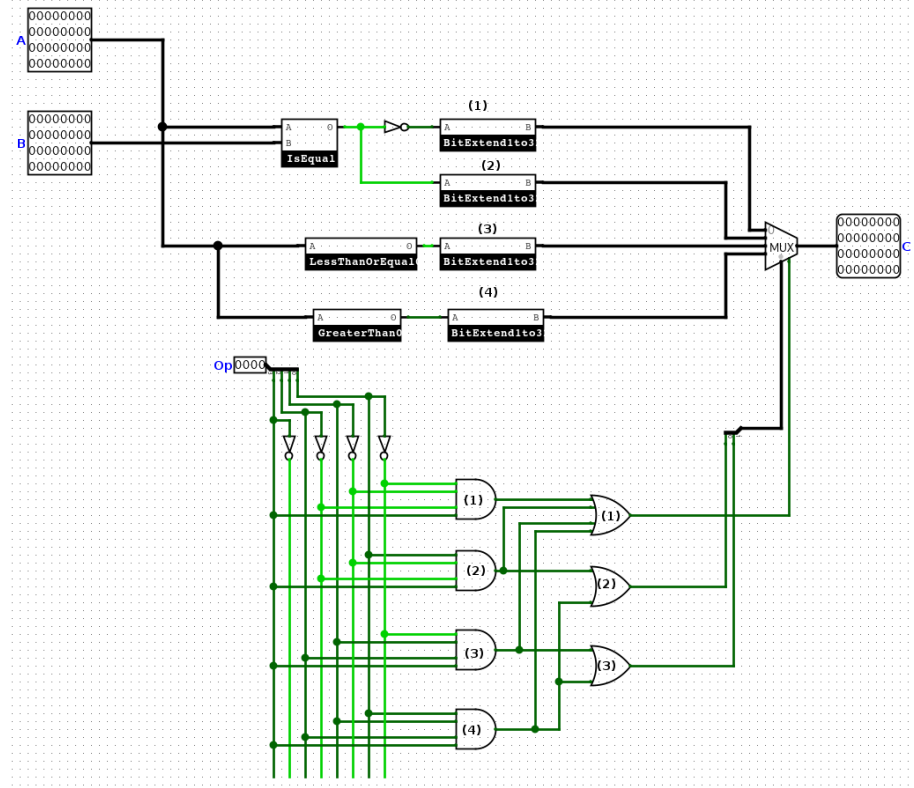 00000000
00000000
00000000
00000000
A
00000000
00000000
00000000
00000000
B
A O
B
IsEqual
(1)
A B
BitExtend1to3
(2)
A B
BitExtend1to3
A
LessThanOrEqual
(3)
A B
BitExtend1to3
A O
GreaterThan0
(4)
A B
BitExtend1to3
0
MUX
00000000
00000000
00000000
00000000
C
Op 0000
(1)
(2)
(3)
(4)
(1)
(2)
(3)